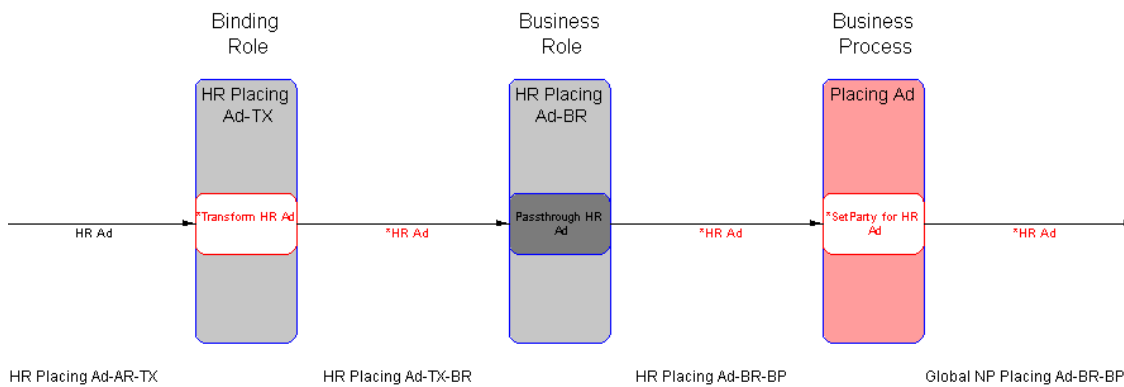 Binding
Role
Business
Role
Business
Process
HR Placing
Ad-TX
HR Placing
Ad-BR
Placing Ad
*Transform HR Ad
Passthrough HR
Ad
*SetParty for HR
Ad
HR Ad
*HR Ad
*HR Ad
*HR Ad
HR Placing Ad-AR-TX
HR Placing Ad-TX-BR
HR Placing Ad-BR-BP
Global NP Placing Ad-BR-BP